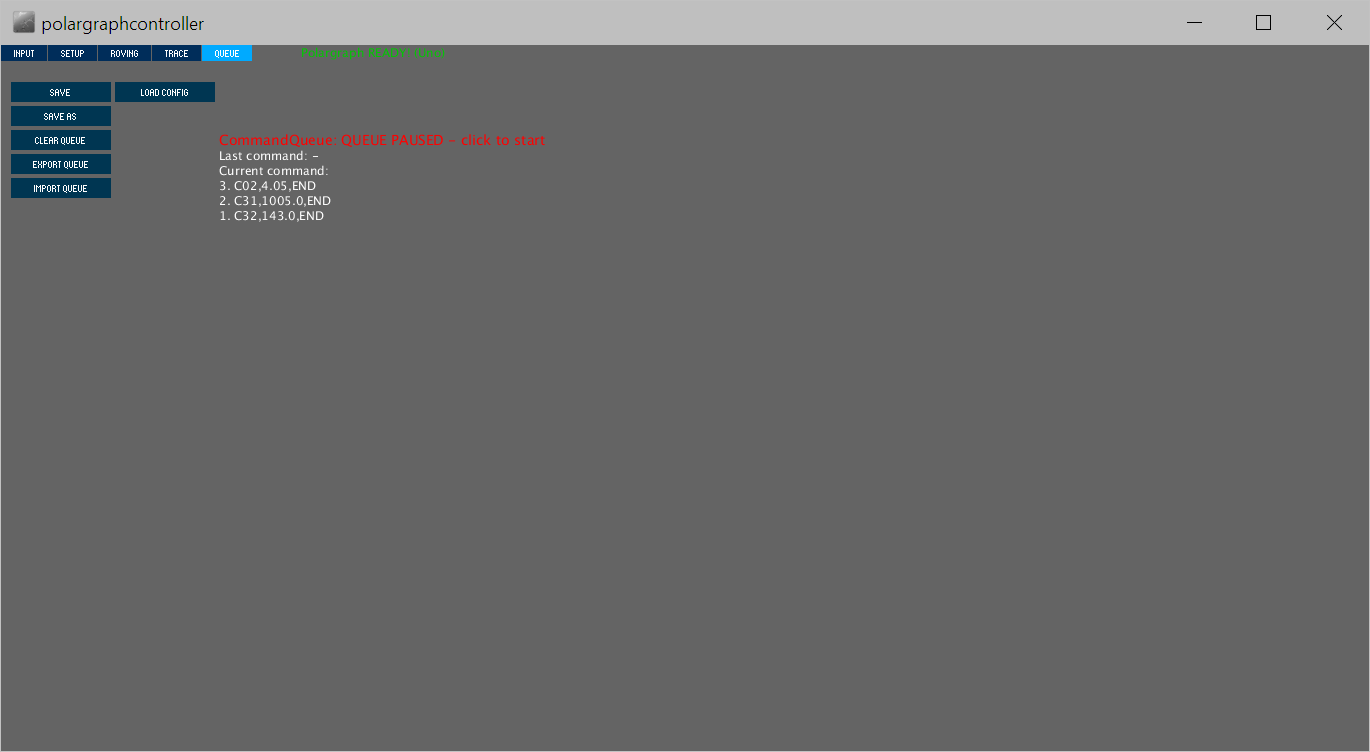 polargraphcontroller
INPUT SETUP ROVING TRACE QUEUE Polargraph READY! (Uno)
SAVE LOAD CONFIG
SAVE AS
CLEAR QUEUE
EXPORT QUEUE
IMPORT QUEUE
CommandQueue: QUEUE PAUSED - click to start
Last command: -
Current command:
3. C02,4.05,END
2. C31,1005.0,END
1. C32,143.0,END